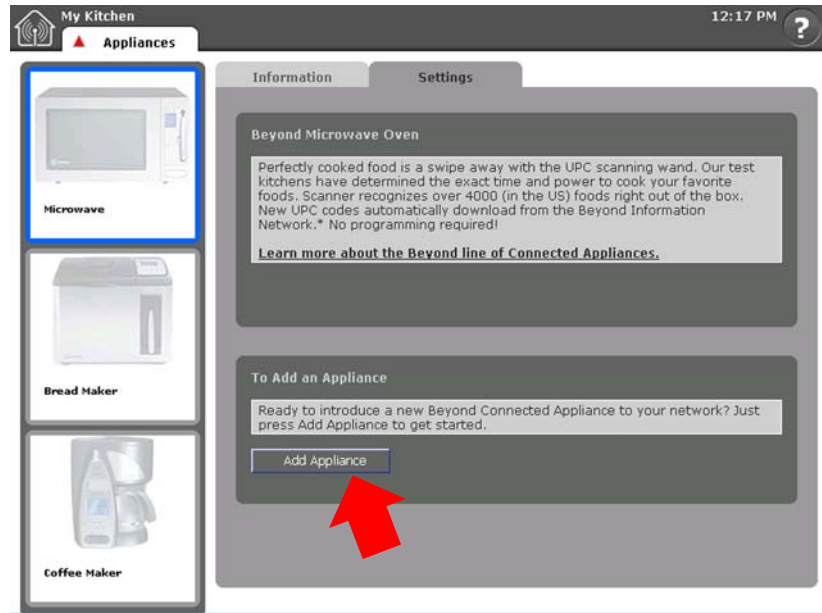 My Kitchen
12:17 PM
?
Appliances
Information
Settings
Microwave
Bread Maker
Coffee Maker
Beyond Microwave Oven
Perfectly cooked food is a swipe away with the UPC scanning wand. Our test
kitchens have determined the exact time and power to cook your favorite
foods. Scanner recognizes over 4000 (in the US) foods right out of the box.
New UPC codes automatically download from the Beyond Information
Network.* No programming required!
Learn more about the Beyond line of Connected Appliances.
To Add an Appliance
Ready to introduce a new Beyond Connected Appliance to your network? Just
press Add Appliance to get started.
Add Appliance